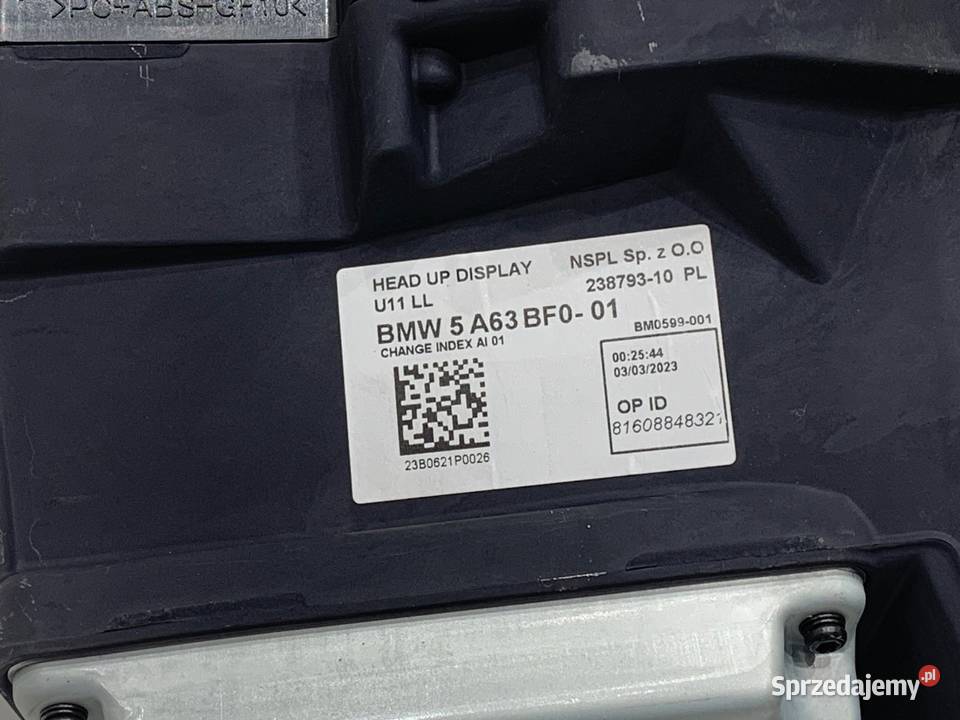 >PC-ABS-GF10<
4
HEAD UP DISPLAY
U11 LL
NSPL Sp. z O.O
238793-10 PL
BMW 5 A63 BF0- 01
CHANGE INDEX AI 01
BM0599-001
00:25:44
03/03/2023
OP ID
81608848321
23B0621P0026
Sprzedajemy.pl